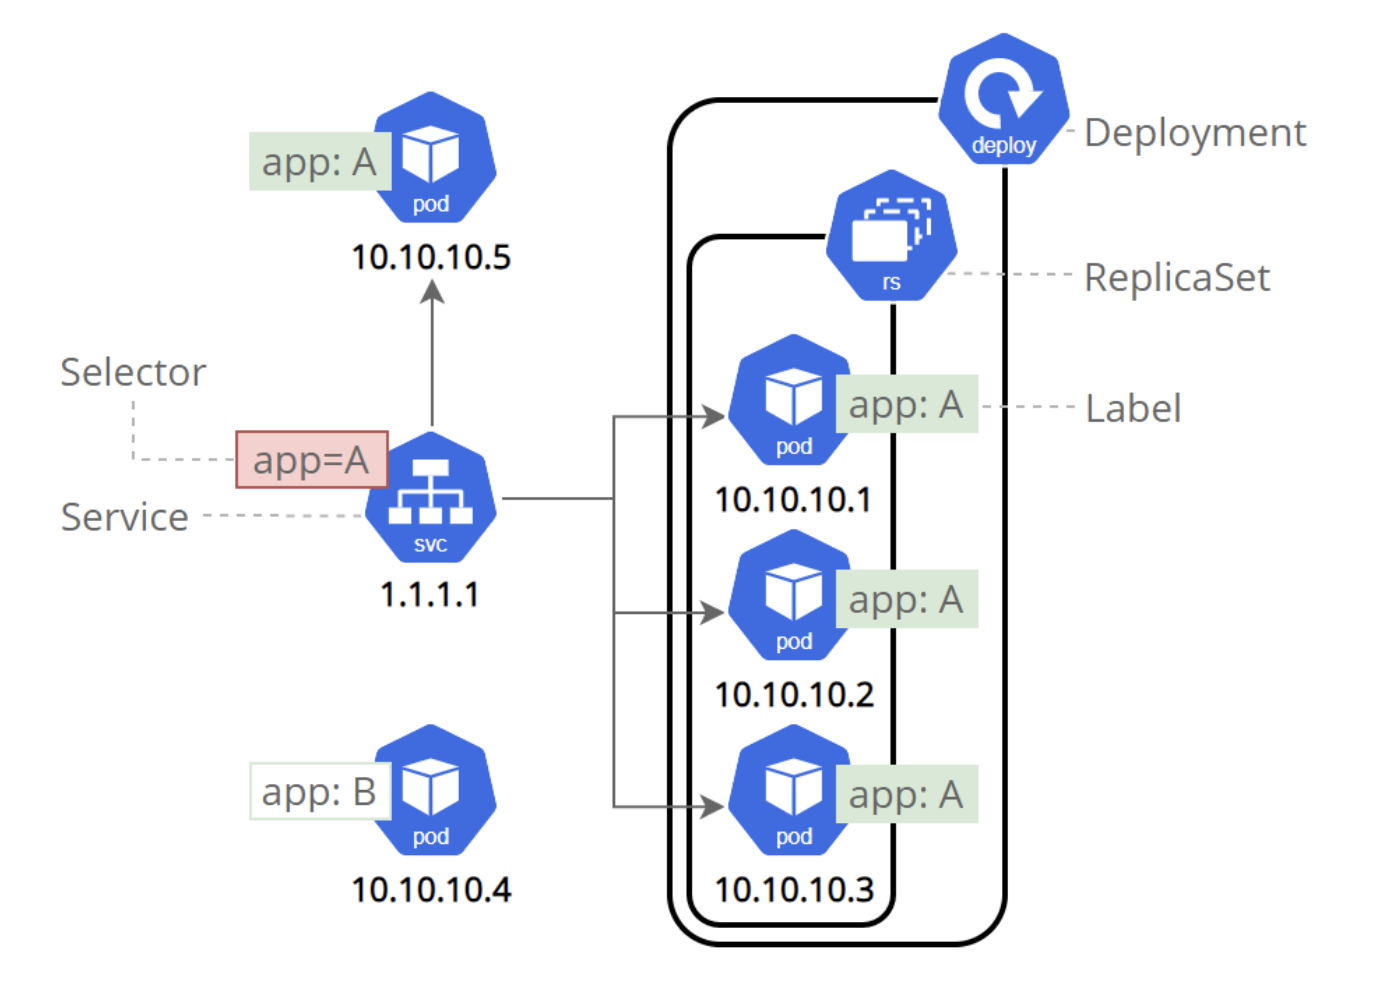 deploy
Deployment
app: A
pod
10.10.10.5
rs
ReplicaSet
Selector
app=A
Service
svc
1.1.1.1
pod
app: A
Label
10.10.10.1
pod
app: A
10.10.10.2
app: B
pod
10.10.10.4
pod
app: A
10.10.10.3